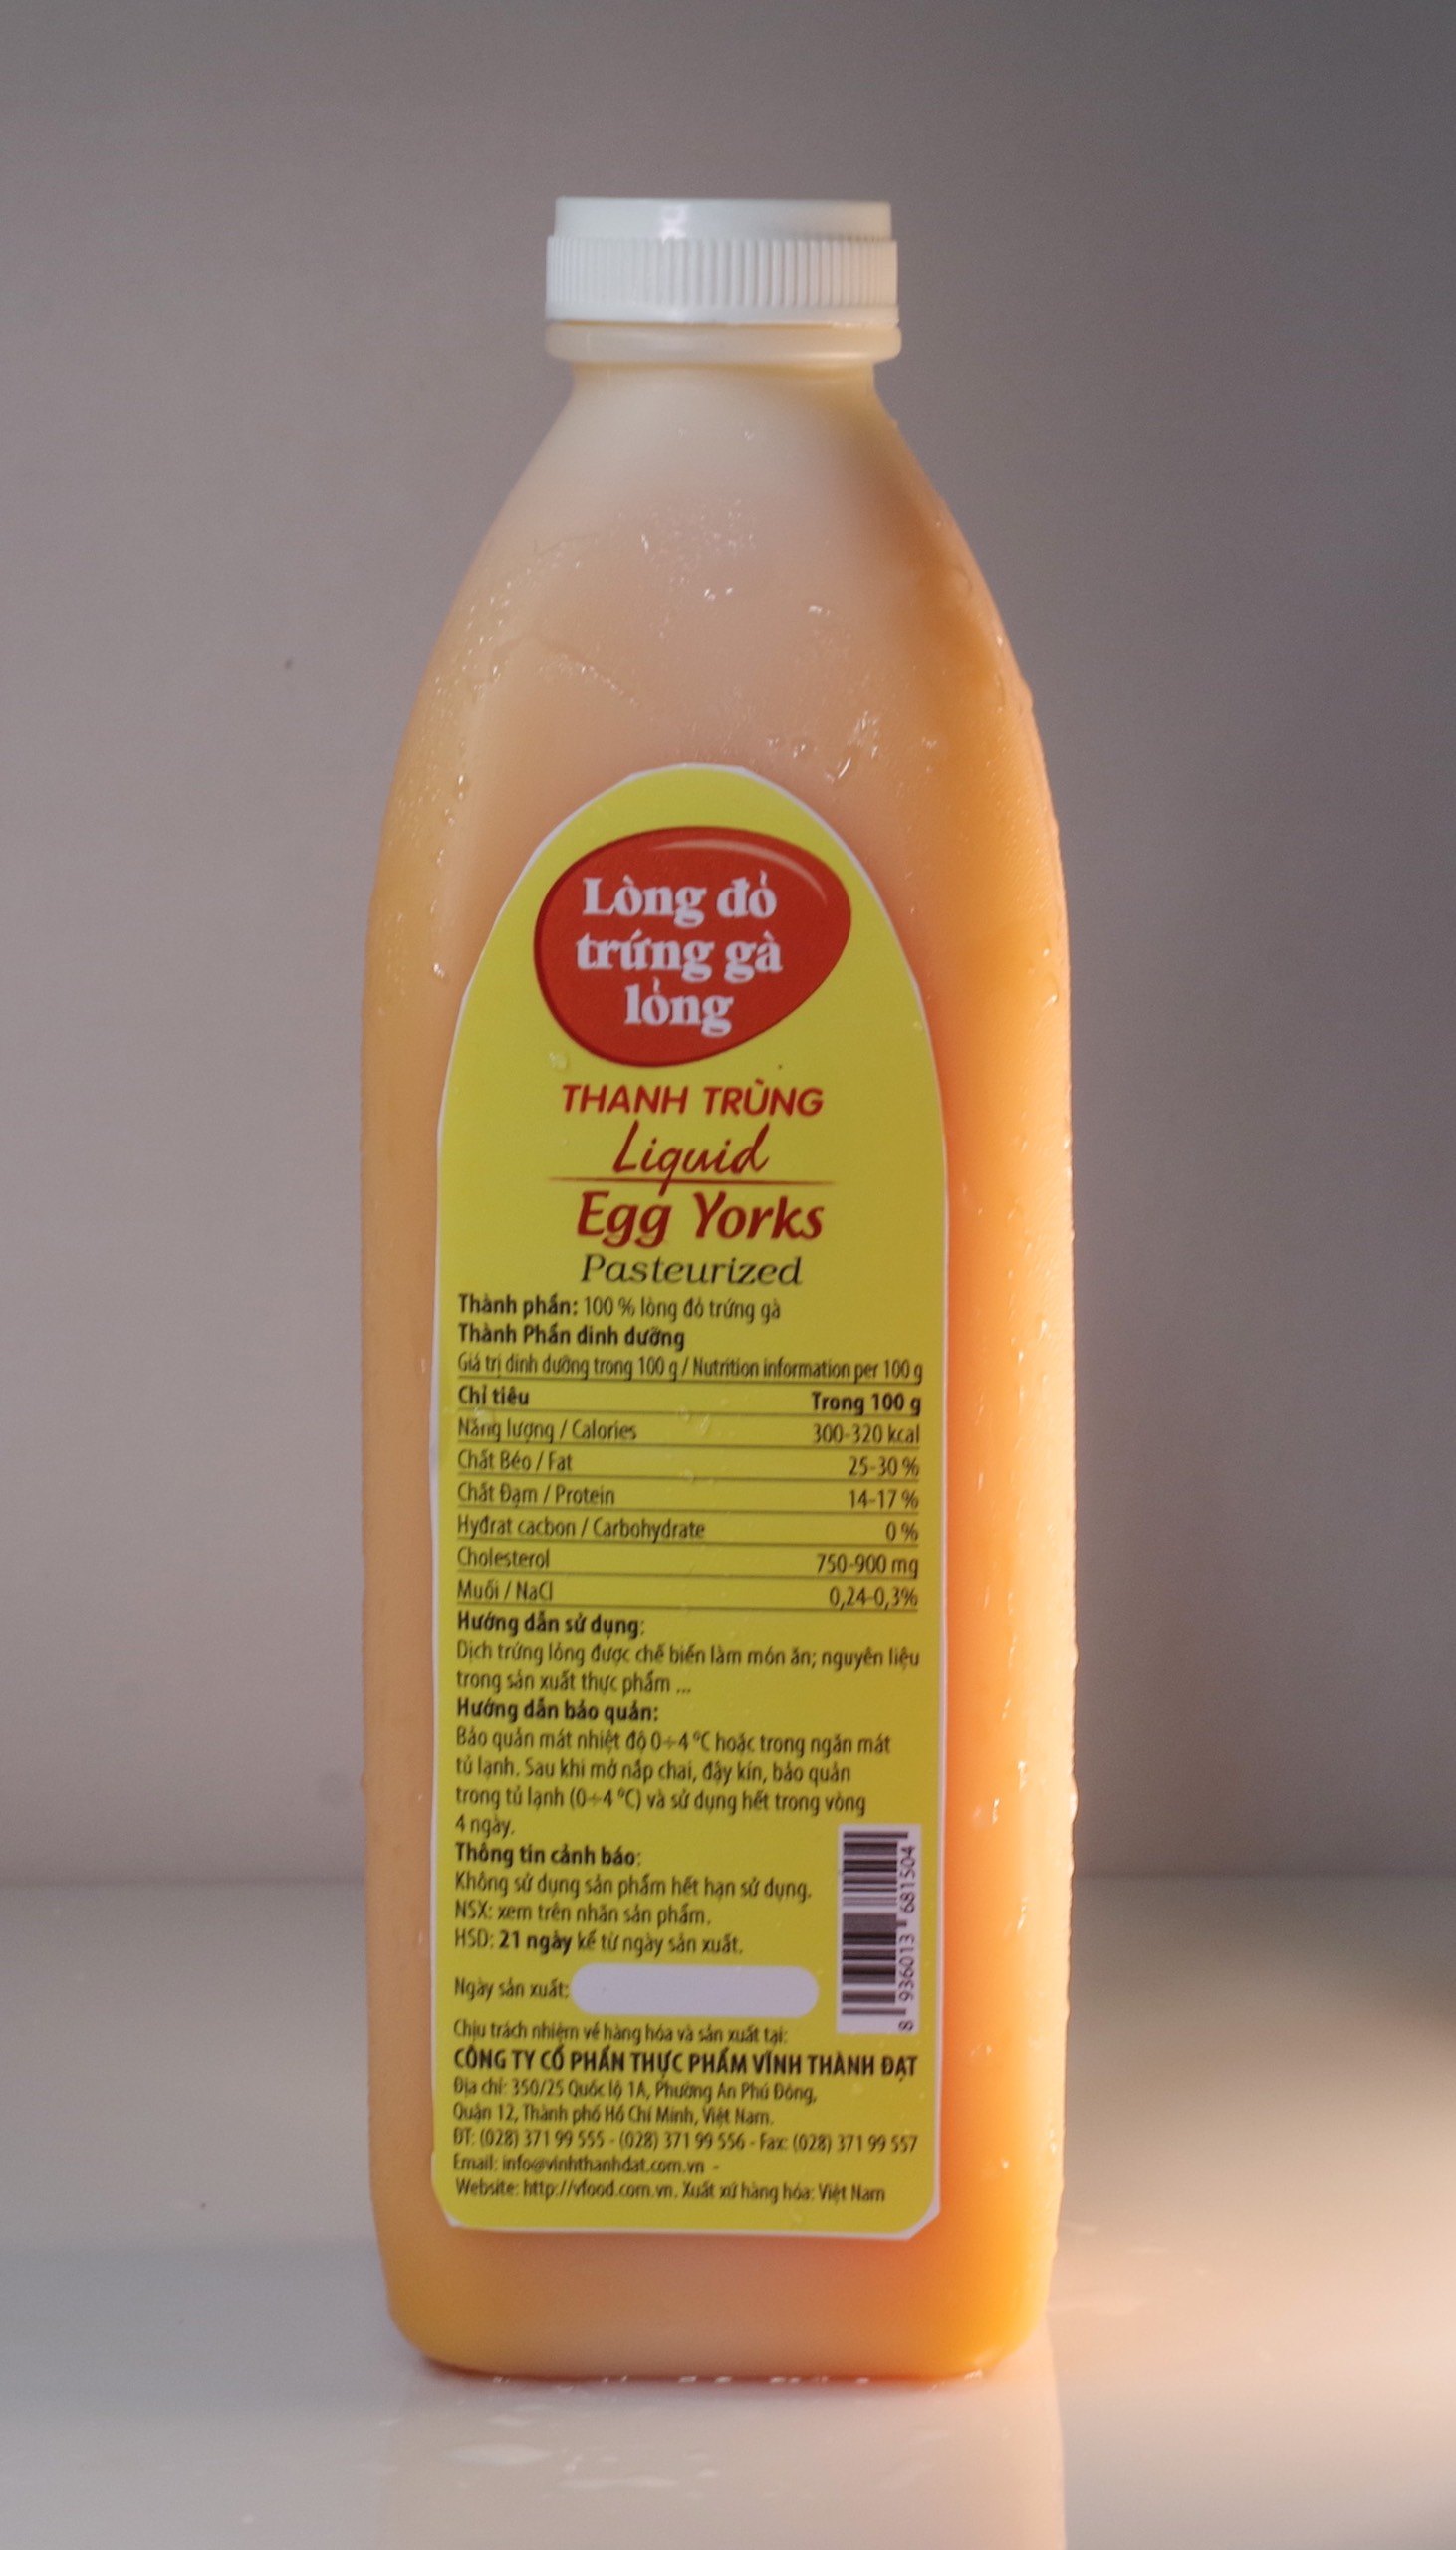 Lòng đỏ
trứng gà
lỏng
THANH TRÙNG
Liquid
Egg Yorks
Pasteurized
Thành phần: 100 % lòng đỏ trứng gà
Thành Phần dinh dưỡng
Giá trị dinh dưỡng trong 100 g / Nutrition information per 100 g
Chỉ tiêu Trong 100 g
Năng lượng / Calories 300-320 kcal
Chất Béo / Fat 25-30 %
Chất Đạm / Protein 14-17 %
Hyđrat cacbon / Carbohydrate 0 %
Cholesterol 750-900 mg
Muối / NaCl 0,24-0,3%
Hướng dẫn sử dụng:
Dịch trứng lỏng được chế biến làm món ăn; nguyên liệu
trong sản xuất thực phẩm ...
Hướng dẫn bảo quản:
Bảo quản mát nhiệt độ 0÷4 ºC hoặc trong ngăn mát
tủ lạnh. Sau khi mở nắp chai, đậy kín, bảo quản
trong tủ lạnh (0÷4 ºC) và sử dụng hết trong vòng
4 ngày.
Thông tin cảnh báo:
Không sử dụng sản phẩm hết hạn sử dụng.
NSX: xem trên nhãn sản phẩm.
HSD: 21 ngày kể từ ngày sản xuất.
Ngày sản xuất:
8 936013 681504
Chịu trách nhiệm về hàng hóa và sản xuất tại:
CÔNG TY CỔ PHẦN THỰC PHẨM VĨNH THÀNH ĐẠT
Địa chỉ: 350/25 Quốc lộ 1A, Phường An Phú Đông,
Quận 12, Thành phố Hồ Chí Minh, Việt Nam.
ĐT: (028) 371 99 555 - (028) 371 99 556 - Fax: (028) 371 99 557
Email: info@vinhthanhdat.com.vn -
Website: http://vfood.com.vn. Xuất xứ hàng hóa: Việt Nam